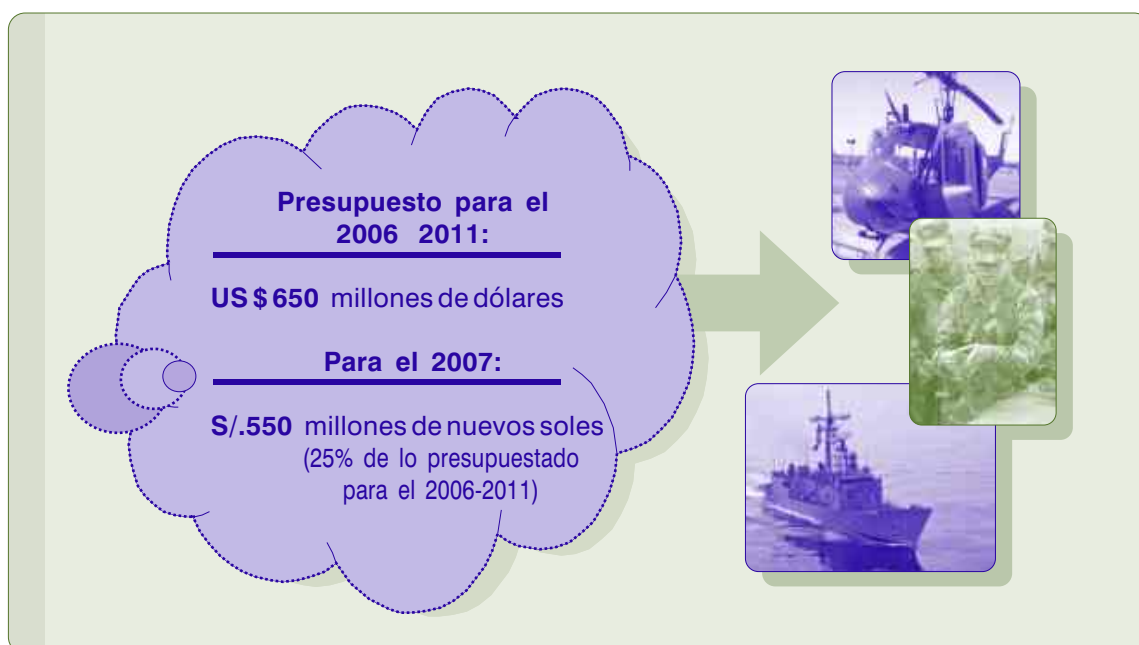 Presupuesto para el
2006 2011:
US $ 650 millones de dólares
Para el 2007:
S/.550 millones de nuevos soles
(25% de lo presupuestado
para el 2006-2011)